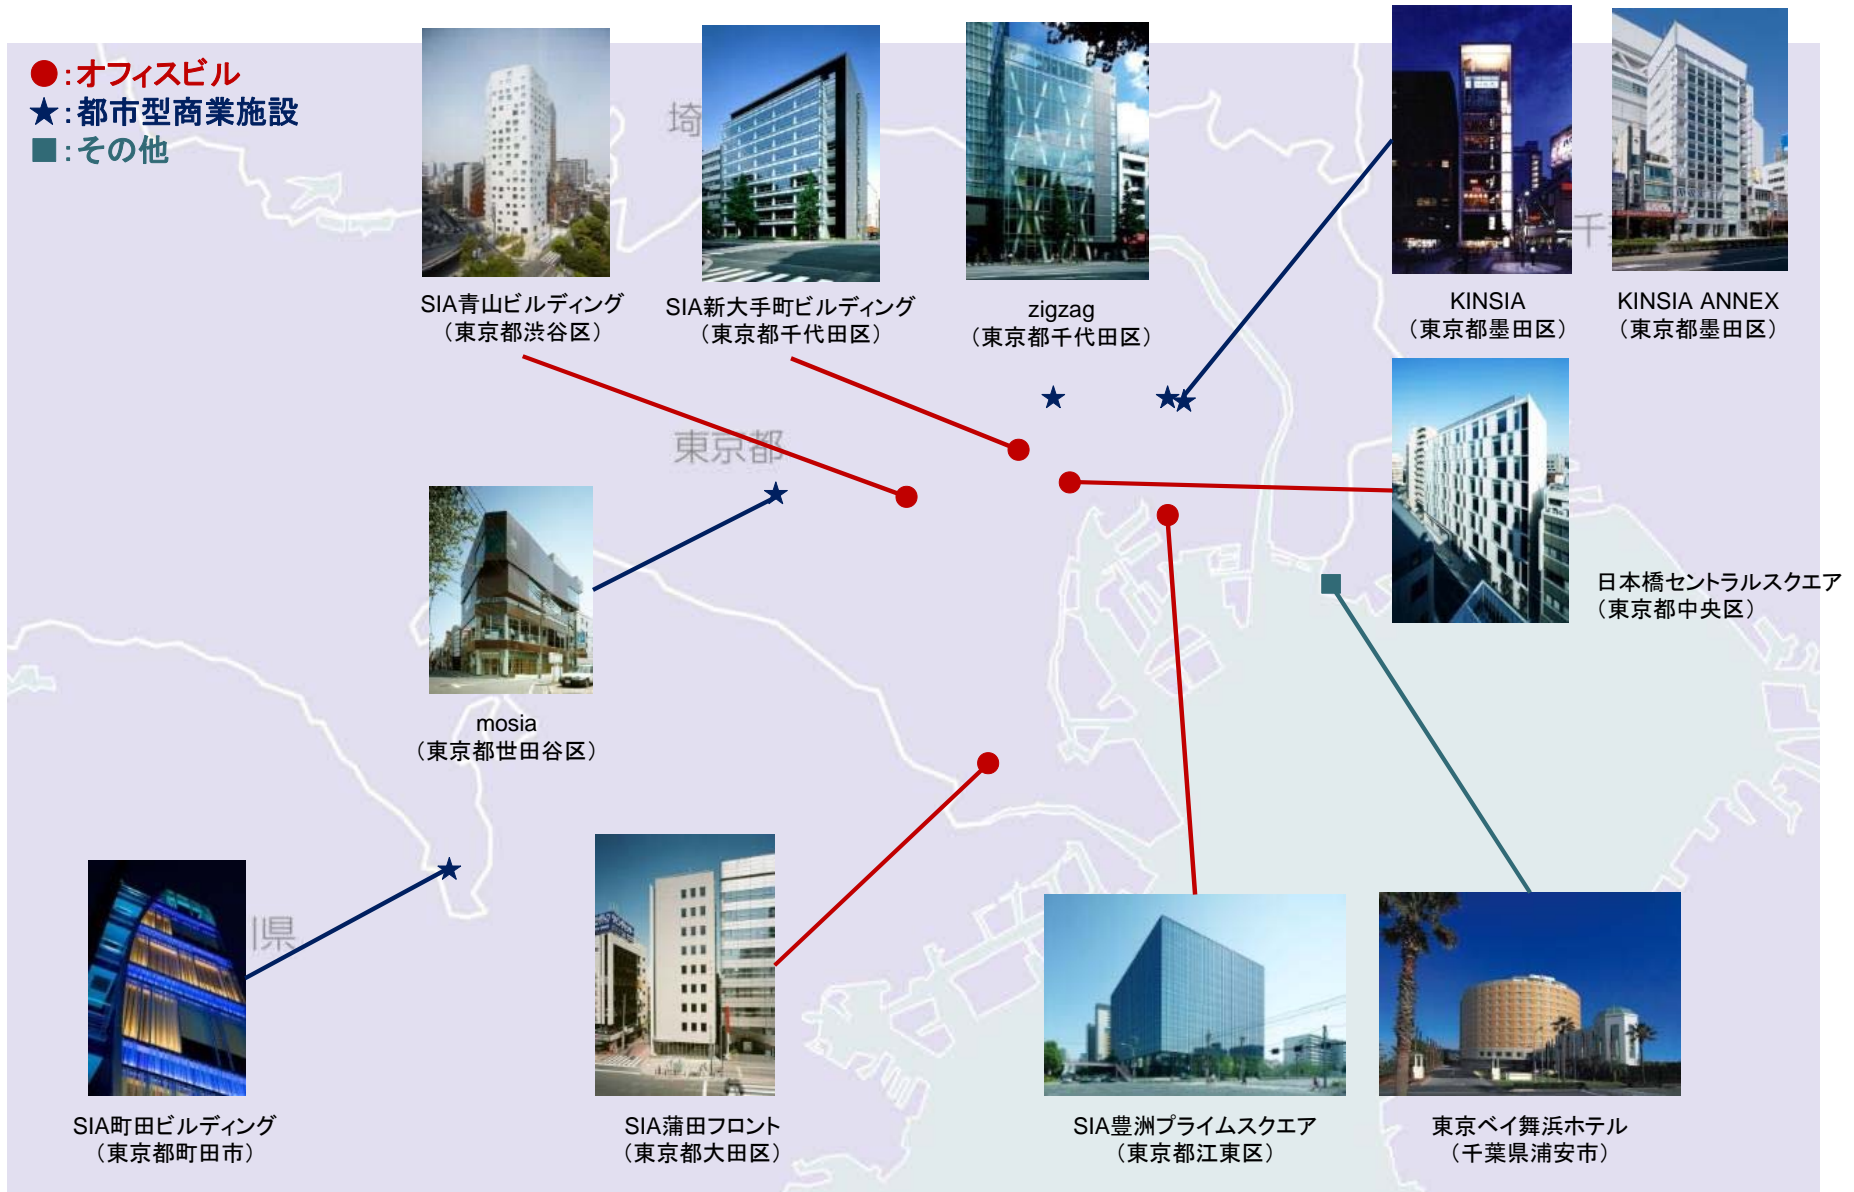 ●:オフィスビル
★:都市型商業施設
■:その他
埼
千
SIA青山ビルディング
（東京都渋谷区）
SIA新大手町ビルディング
（東京都千代田区）
zigzag
（東京都千代田区）
KINSIA
（東京都墨田区）
KINSIA ANNEX
（東京都墨田区）
東京都
日本橋セントラルスクエア
（東京都中央区）
mosia
（東京都世田谷区）
県
SIA町田ビルディング
（東京都町田市）
SIA蒲田フロント
（東京都大田区）
SIA豊洲プライムスクエア
（東京都江東区）
東京ベイ舞浜ホテル
（千葉県浦安市）